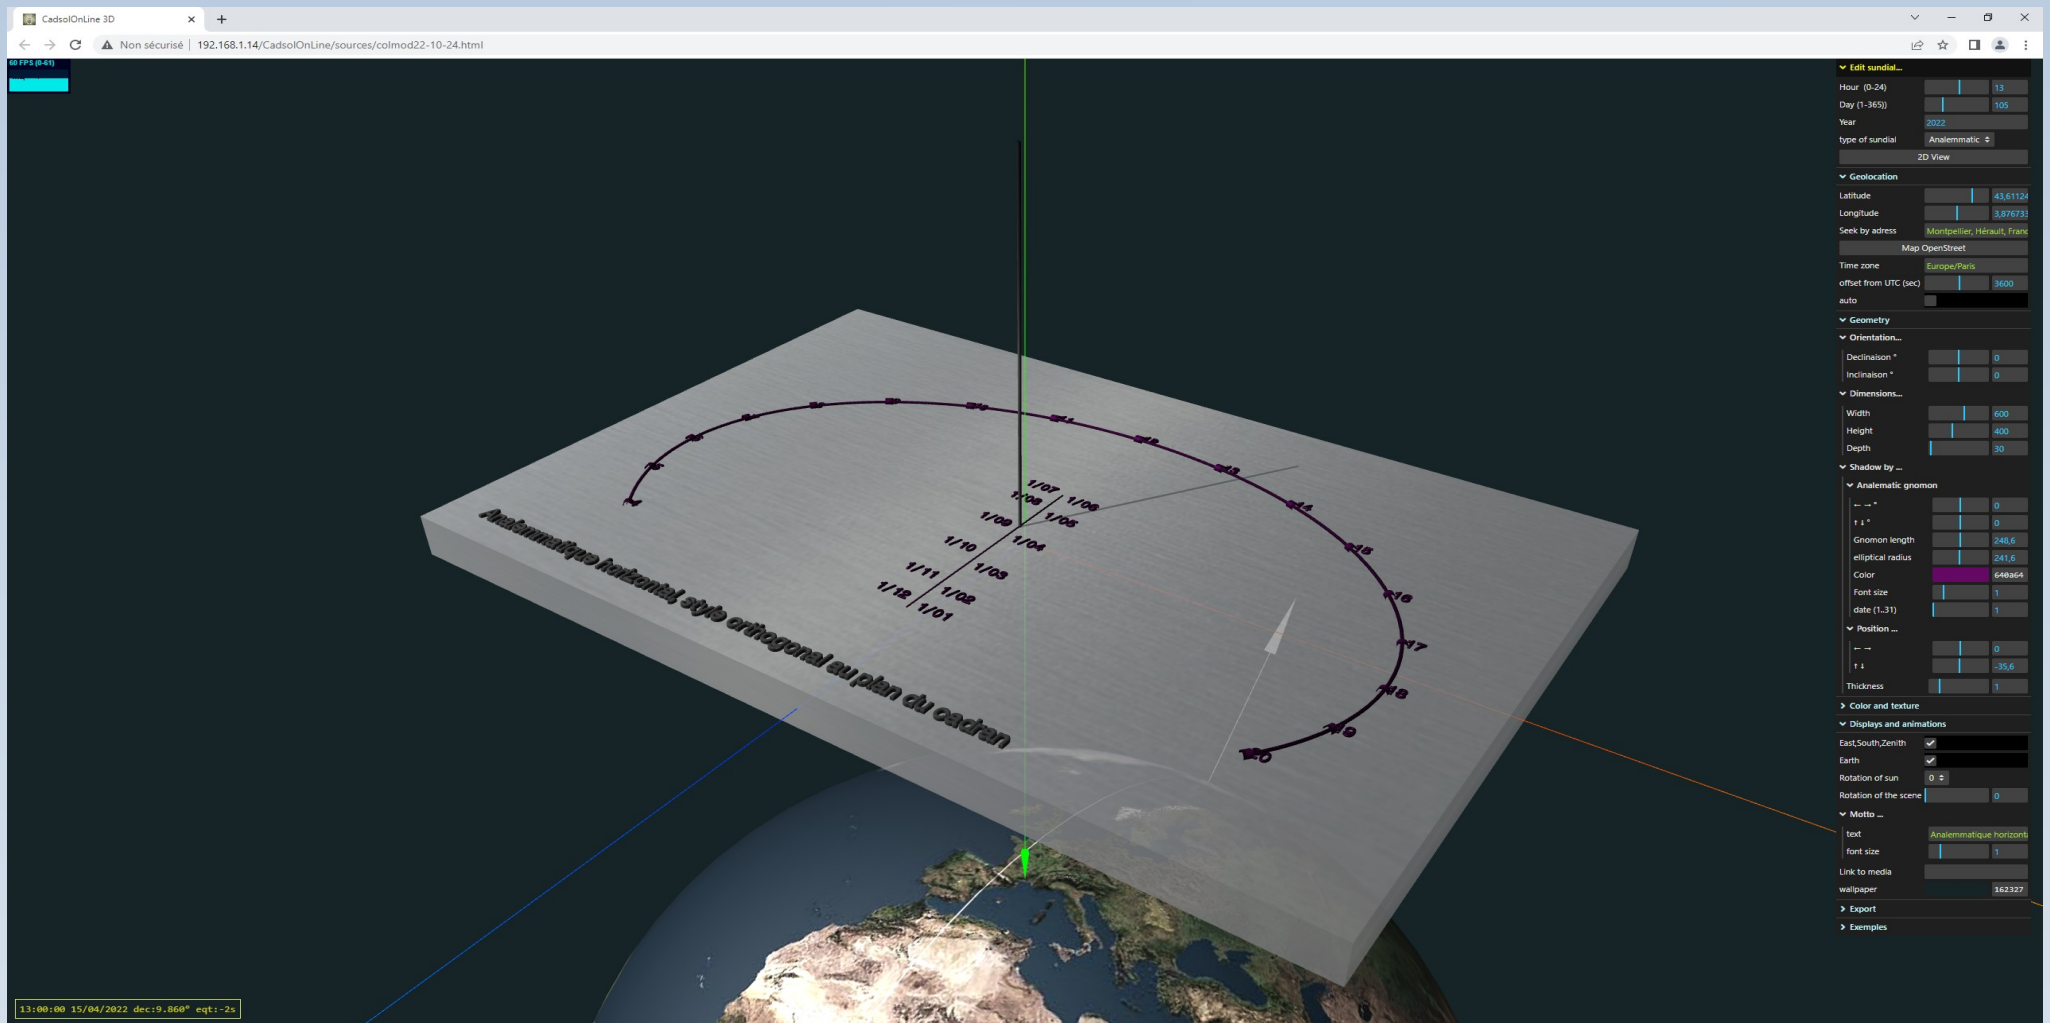 CadsolOnLine 3D
Non sécurisé 192.168.1.14/CadsolOnLine/sources/colmod22-10-24.html
60 FPS (0-61)
Edit sundial...
Hour (0-24) 13
Day (1-365)) 105
Year 2022
type of sundial Analemmatic
2D View
Geolocation
Latitude 43,61124
Longitude 3,876733
Seek by adress Montpellier, Hérault, Franc
Map OpenStreet
Time zone Europe/Paris
offset from UTC (sec) 3600
auto
Geometry
Orientation...
Declinaison ° 0
Inclinaison ° 0
Dimensions...
Width 600
Height 400
Depth 30
Shadow by ...
Analematic gnomon
←→° 0
↑↓° 0
Gnomon length 248,6
elliptical radius 241,6
Color 640a64
Font size 1
date (1..31) 1
Position ...
←→ 0
↑↓ -35,6
Thickness 1
Color and texture
Displays and animations
East,South,Zenith
Earth
Rotation of sun 0
Rotation of the scene 0
Motto ...
text Analemmatique horizonta
font size 1
Link to media
wallpaper 162327
Export
Exemples
11
12
13
14
15
16
17
18
19
20
1/07
1/08 1/06
1/09 1/05
1/10 1/04
1/11 1/03
1/12 1/02
1/01
Analemmatique horizontal, style orthogonal au plan du cadran
13:00:00 15/04/2022 dec:9.860° eqt:-2s